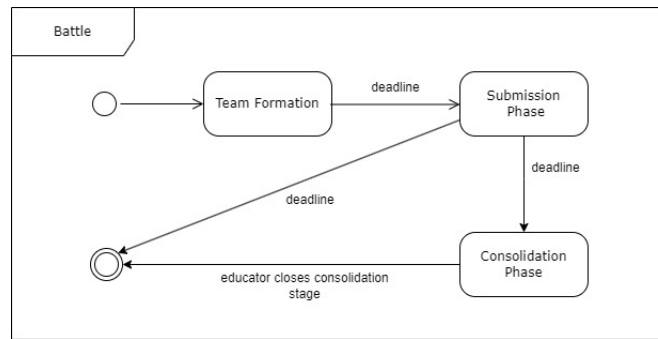 Battle
Team Formation
deadline
Submission
Phase
deadline
deadline
Consolidation
Phase
educator closes consolidation
stage